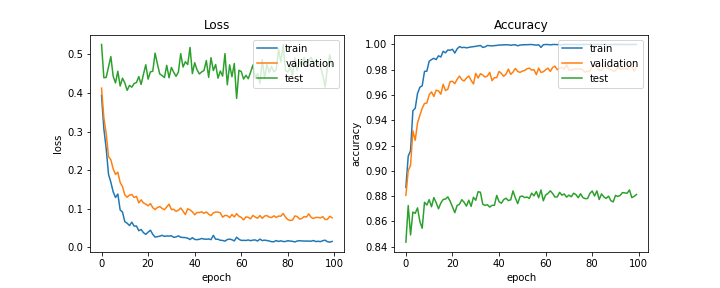 Loss
train
validation
test
0.5
0.4
0.3
0.2
0.1
0.0
loss
0
20
40
60
80
100
epoch
Accuracy
train
validation
test
1.00
0.98
0.96
0.94
0.92
0.90
0.88
0.86
0.84
accuracy
0
20
40
60
80
100
epoch